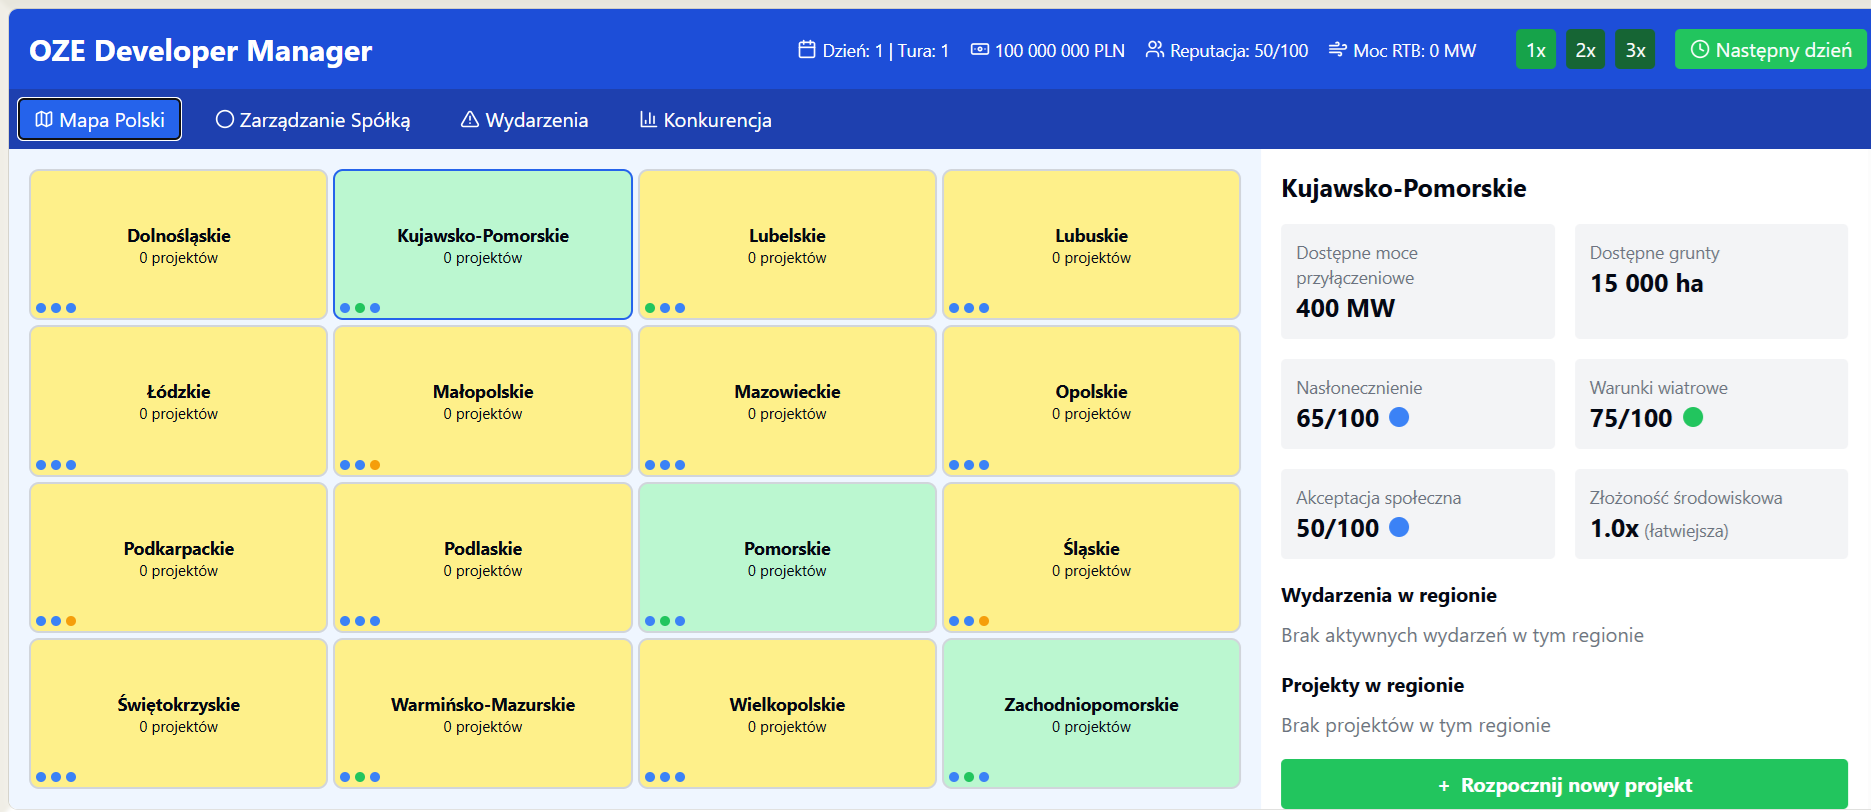 OZE Developer Manager
Dzień: 1 | Tura: 1
100 000 000 PLN
Reputacja: 50/100
Moc RTB: 0 MW
1x
2x
3x
Następny dzień
Mapa Polski
Zarządzanie Spółką
Wydarzenia
Konkurencja
Dolnośląskie
0 projektów
Kujawsko-Pomorskie
0 projektów
Lubelskie
0 projektów
Lubuskie
0 projektów
Łódzkie
0 projektów
Małopolskie
0 projektów
Mazowieckie
0 projektów
Opolskie
0 projektów
Podkarpackie
0 projektów
Podlaskie
0 projektów
Pomorskie
0 projektów
Śląskie
0 projektów
Świętokrzyskie
0 projektów
Warmińsko-Mazurskie
0 projektów
Wielkopolskie
0 projektów
Zachodniopomorskie
0 projektów
Kujawsko-Pomorskie
Dostępne moce
przyłączeniowe
400 MW
Dostępne grunty
15 000 ha
Nasłonecznienie
65/100
Warunki wiatrowe
75/100
Akceptacja społeczna
50/100
Złożoność środowiskowa
1.0x (łatwiejsza)
Wydarzenia w regionie
Brak aktywnych wydarzeń w tym regionie
Projekty w regionie
Brak projektów w tym regionie
+ Rozpocznij nowy projekt